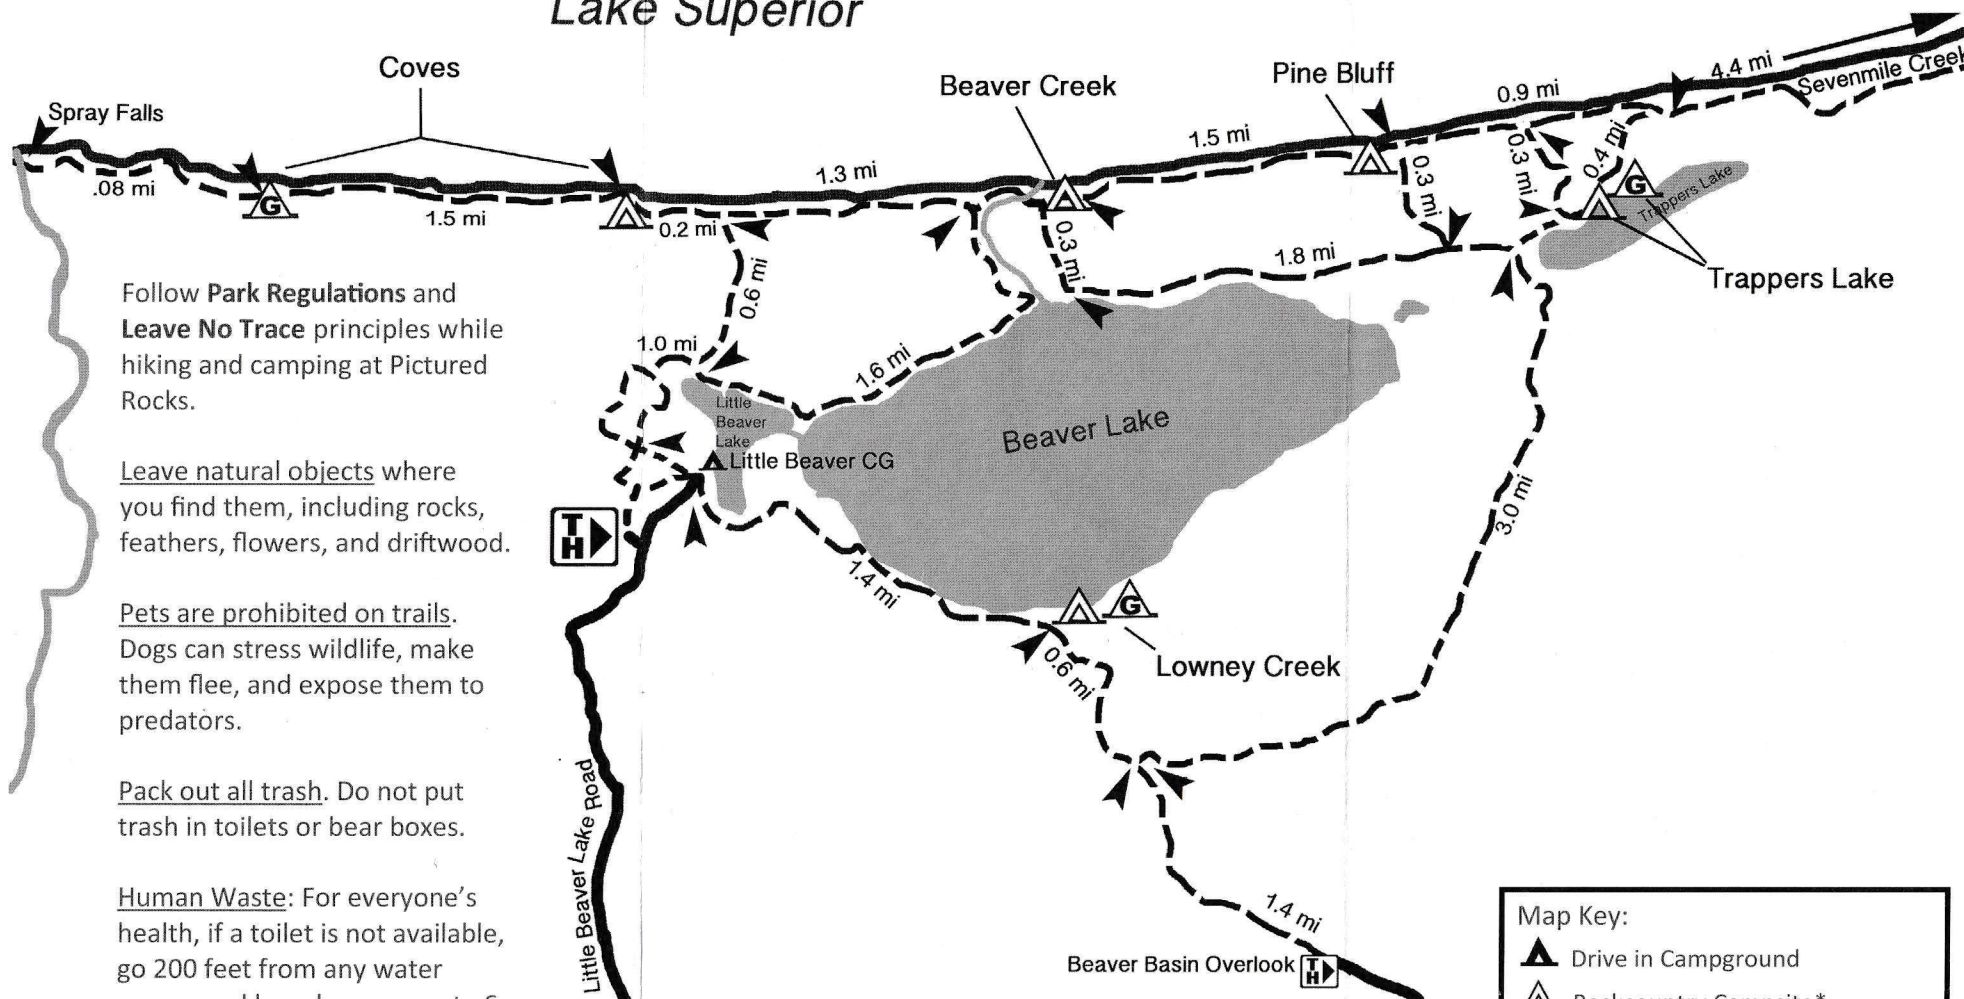 Lake Superior
Coves
Spray Falls
Beaver Creek
Pine Bluff
4.4 mi
Sevenmile Creek
0.9 mi
1.5 mi
1.3 mi
.08 mi
1.5 mi
0.2 mi
0.3 mi
0.4 mi
0.3 mi
0.3 mi
G
G
Trappers Lake
Trappers Lake
1.8 mi
0.6 mi
1.0 mi
1.6 mi
Little
Beaver
Lake
Little Beaver CG
Beaver Lake
3.0 mi
TH
1.4 mi
G
Lowney Creek
0.6 mi
Little Beaver Lake Road
1.4 mi
Beaver Basin Overlook
TH
Follow Park Regulations and
Leave No Trace principles while
hiking and camping at Pictured
Rocks.
Leave natural objects where
you find them, including rocks,
feathers, flowers, and driftwood.
Pets are prohibited on trails.
Dogs can stress wildlife, make
them flee, and expose them to
predators.
Pack out all trash. Do not put
trash in toilets or bear boxes.
Human Waste: For everyone's
health, if a toilet is not available,
go 200 feet from any water
Map Key:
Drive in Campground
Backcountry Campsite*